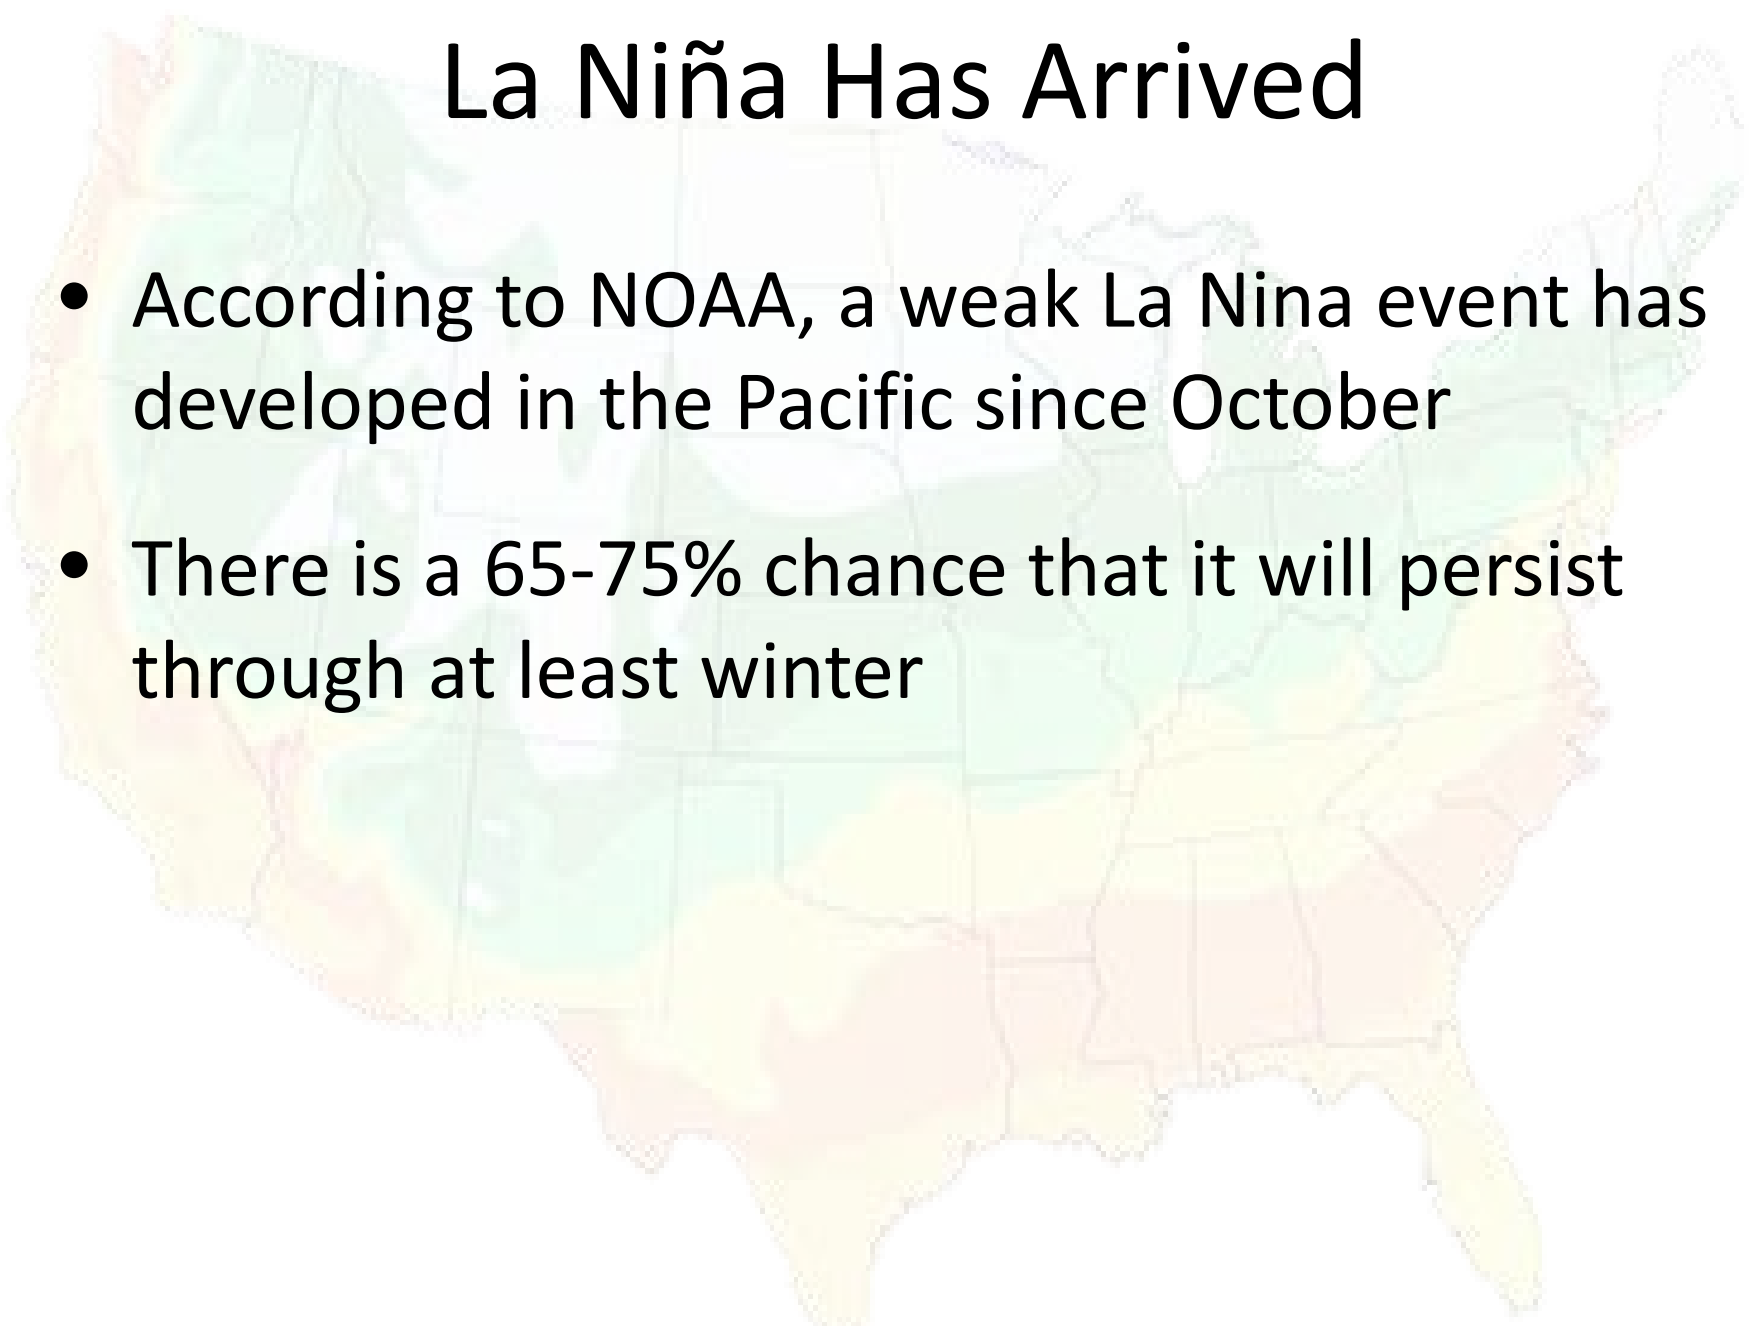 La Niña Has Arrived
• According to NOAA, a weak La Nina event has
developed in the Pacific since October
• There is a 65-75% chance that it will persist
through at least winter